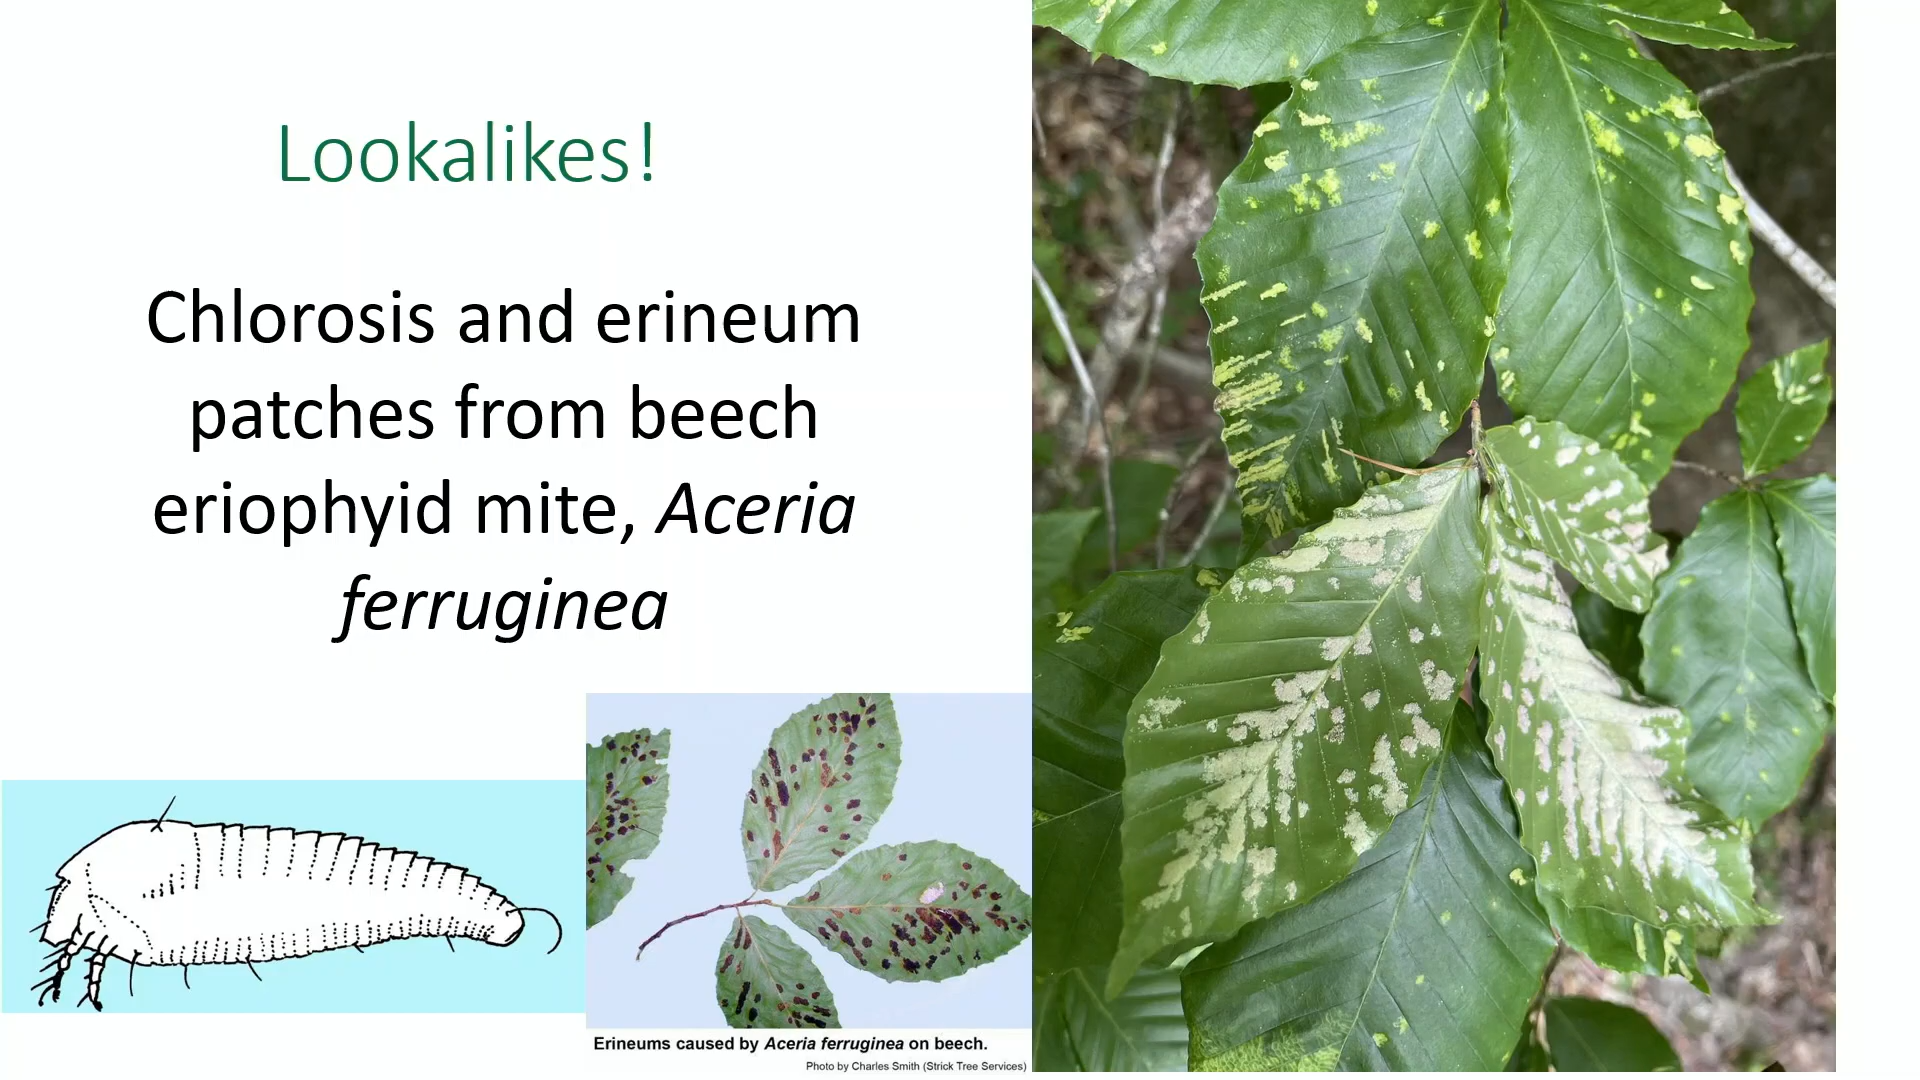 Lookalikes!
Chlorosis and erineum
patches from beech
eriophyid mite, Aceria
ferruginea
Erineums caused by Aceria ferruginea on beech.
Photo by Charles Smith (Strick Tree Services)